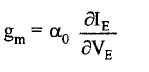 g_m = α_0 ∂I_E / ∂V_E